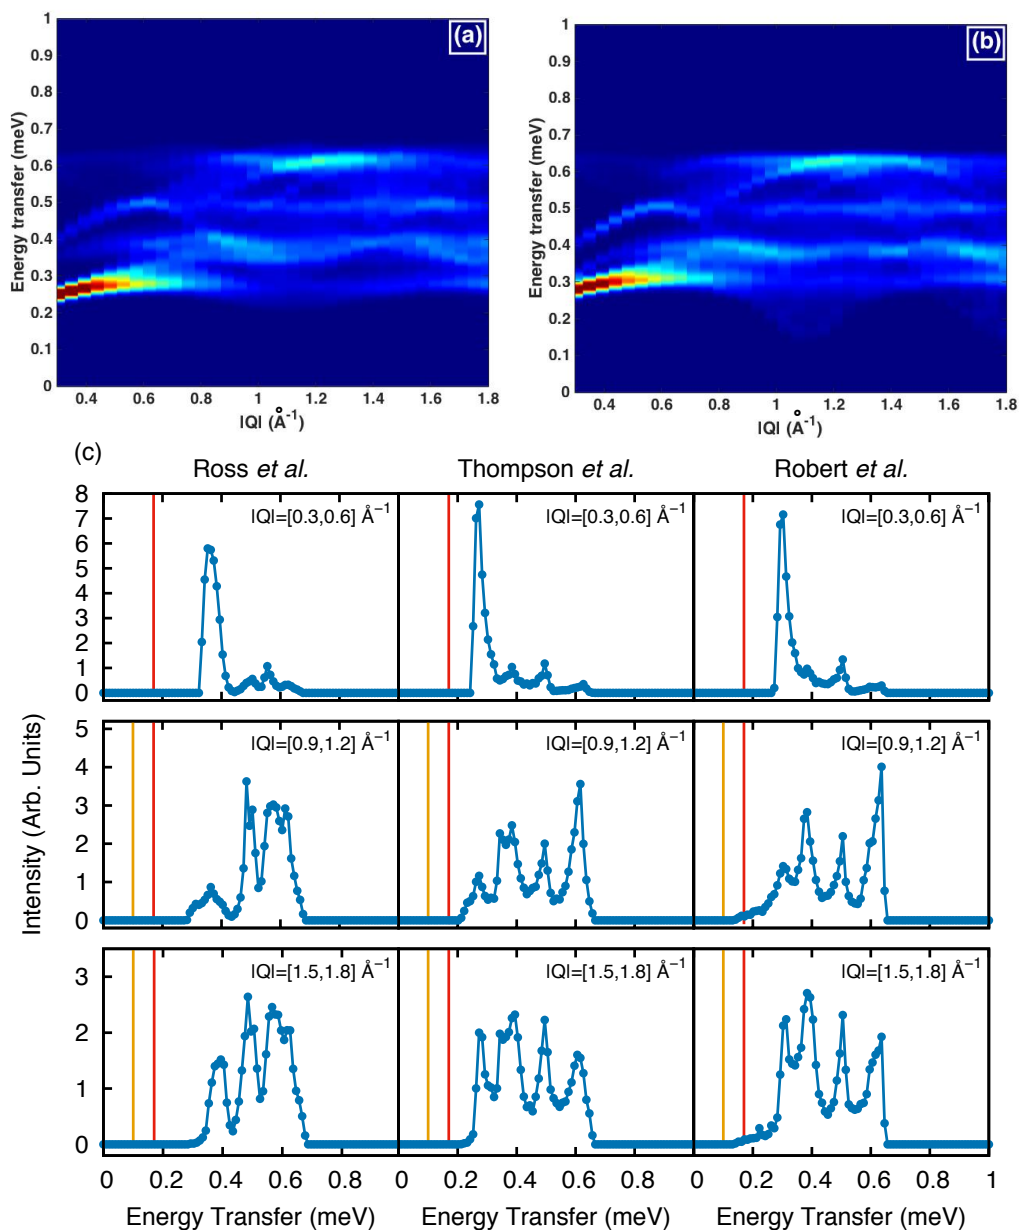 (a)
1
0.9
0.8
0.7
0.6
0.5
0.4
0.3
0.2
0.1
0
Energy transfer (meV)
0.4 0.6 0.8 1 1.2 1.4 1.6 1.8
|Q| (Å⁻¹)
(b)
1
0.9
0.8
0.7
0.6
0.5
0.4
0.3
0.2
0.1
0
Energy transfer (meV)
0.4 0.6 0.8 1 1.2 1.4 1.6 1.8
|Q| (Å⁻¹)
(c)
Ross et al. Thompson et al. Robert et al.
8
7
6
5
4
3
2
1
0
|Q|=[0.3,0.6] Å⁻¹ |Q|=[0.3,0.6] Å⁻¹ |Q|=[0.3,0.6] Å⁻¹
5
4
3
2
1
0
|Q|=[0.9,1.2] Å⁻¹ |Q|=[0.9,1.2] Å⁻¹ |Q|=[0.9,1.2] Å⁻¹
Intensity (Arb. Units)
3
2
1
0
|Q|=[1.5,1.8] Å⁻¹ |Q|=[1.5,1.8] Å⁻¹ |Q|=[1.5,1.8] Å⁻¹
0 0.2 0.4 0.6 0.8 0 0.2 0.4 0.6 0.8 0 0.2 0.4 0.6 0.8 1
Energy Transfer (meV) Energy Transfer (meV) Energy Transfer (meV)